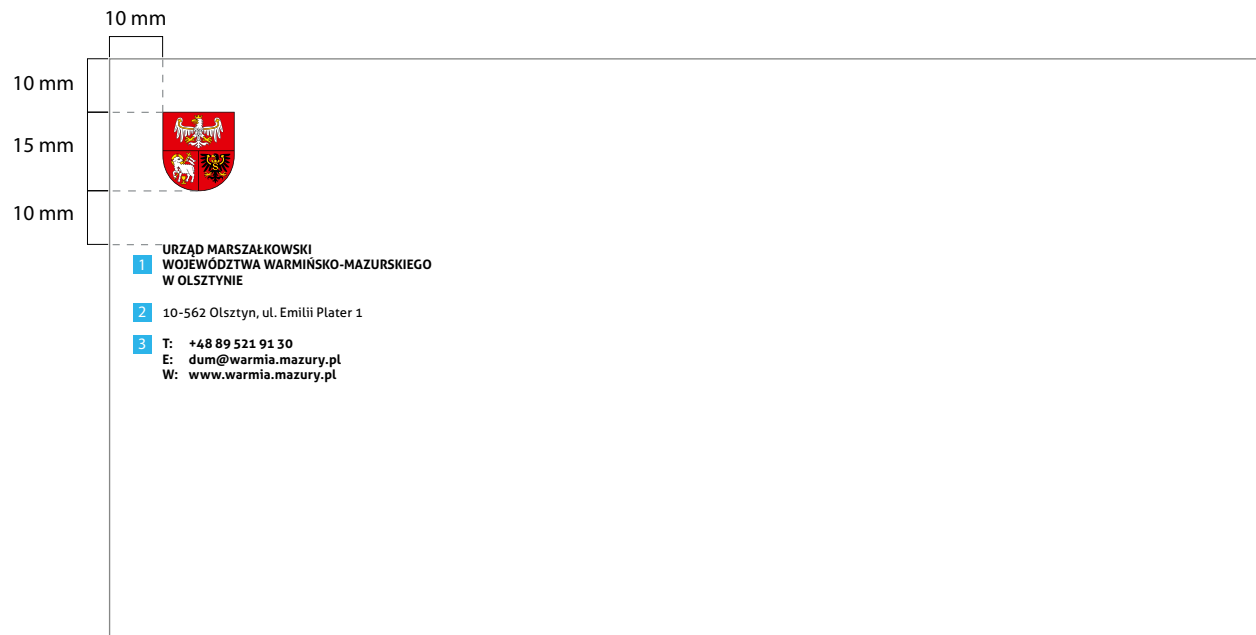 10 mm
10 mm
15 mm
10 mm
URZĄD MARSZAŁKOWSKI
1 WOJEWÓDZTWA WARMIŃSKO-MAZURSKIEGO
W OLSZTYNIE
2 10-562 Olsztyn, ul. Emilii Plater 1
3 T: +48 89 521 91 30
E: dum@warmia.mazury.pl
W: www.warmia.mazury.pl